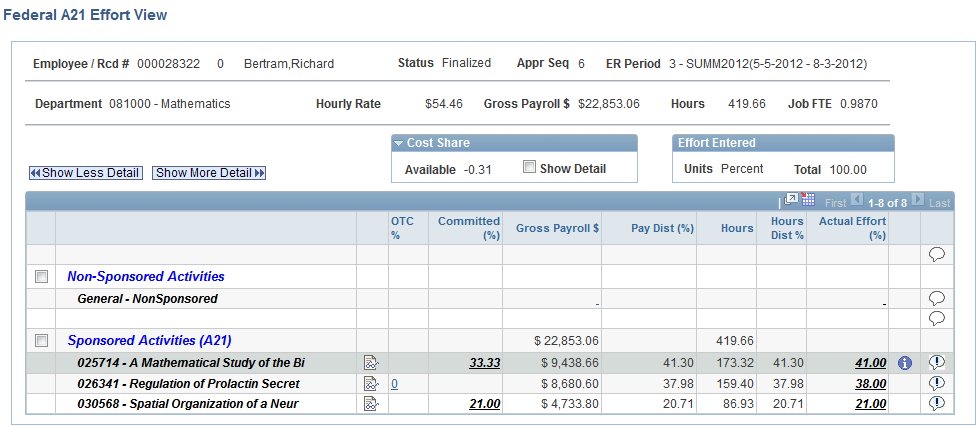 Federal A21 Effort View
Employee / Rcd # 000028322 0 Bertram,Richard Status Finalized Appr Seq 6 ER Period 3 - SUMM2012(5-5-2012 - 8-3-2012)
Department 081000 - Mathematics Hourly Rate $54.46 Gross Payroll $ $22,853.06 Hours 419.66 Job FTE 0.9870
Cost Share Effort Entered
Show Less Detail Show More Detail Available -0.31 Show Detail Units Percent Total 100.00
First 1-8 of 8 Last
OTC % Committed (%) Gross Payroll $ Pay Dist (%) Hours Hours Dist % Actual Effort (%)
Non-Sponsored Activities
General - NonSponsored - -
Sponsored Activities (A21) $ 22,853.06 419.66
025714 - A Mathematical Study of the Bi 33.33 $ 9,438.66 41.30 173.32 41.30 41.00
026341 - Regulation of Prolactin Secret 0 $ 8,680.60 37.98 159.40 37.98 38.00
030568 - Spatial Organization of a Neur 21.00 $ 4,733.80 20.71 86.93 20.71 21.00